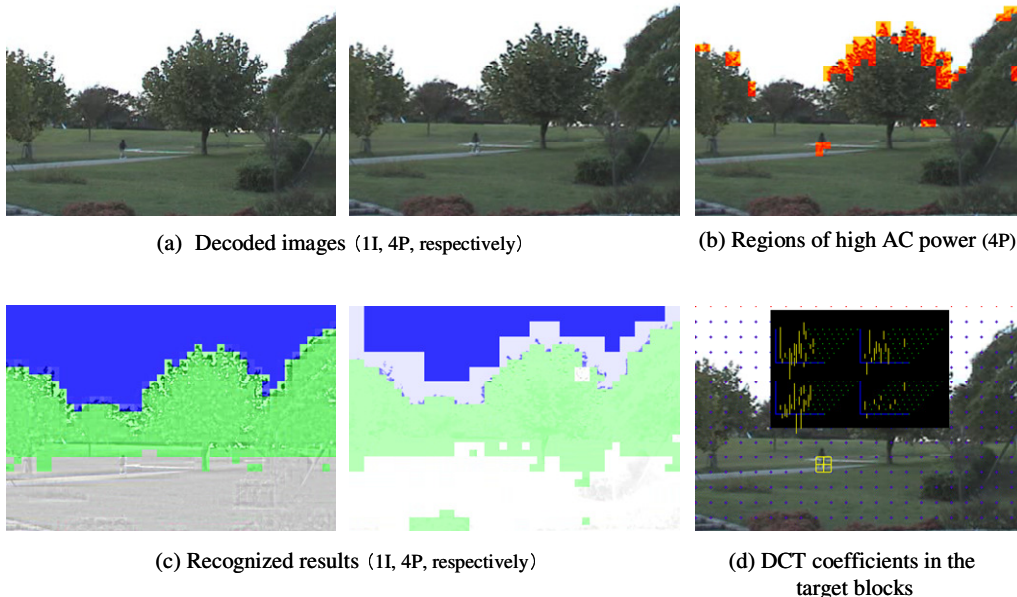 (a) Decoded images (1I, 4P, respectively)
(b) Regions of high AC power (4P)
(c) Recognized results (1I, 4P, respectively)
(d) DCT coefficients in the
target blocks